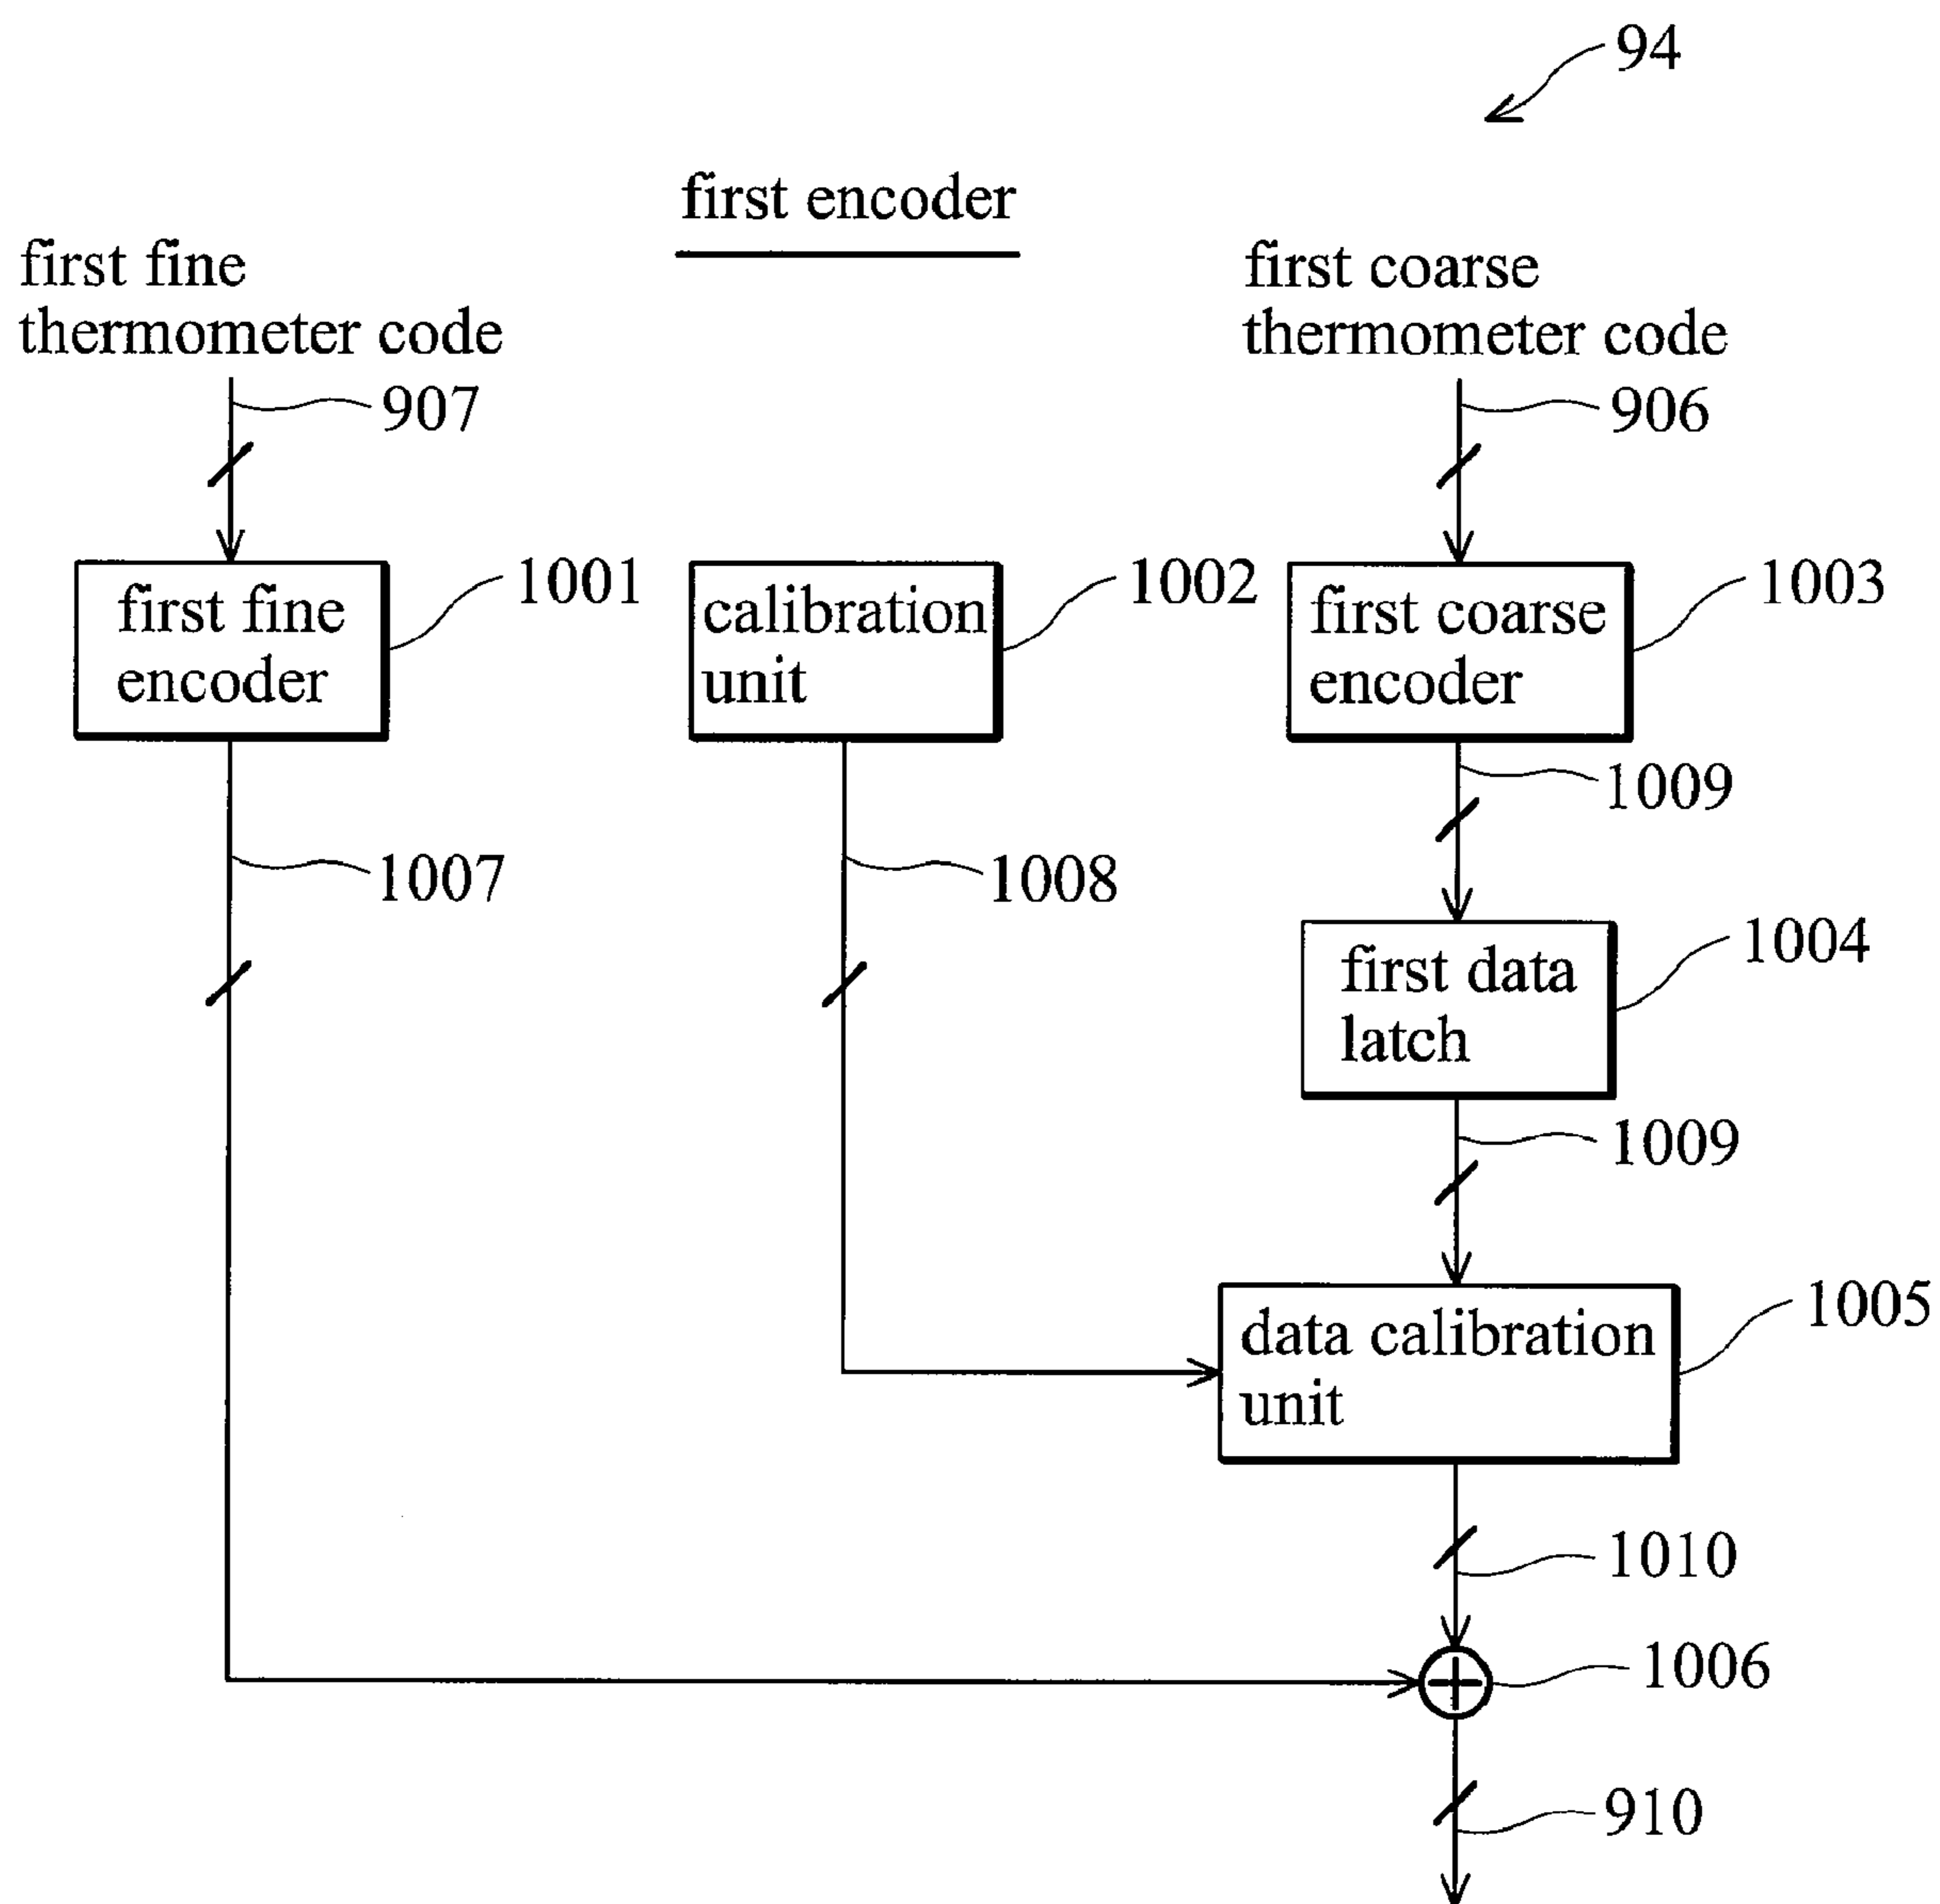 94
first encoder
first fine
thermometer code
907
first coarse
thermometer code
906
first fine
encoder
1001
calibration
unit
1002
first coarse
encoder
1003
1009
1007
1008
first data
latch
1004
1009
data calibration
unit
1005
1010
1006
910